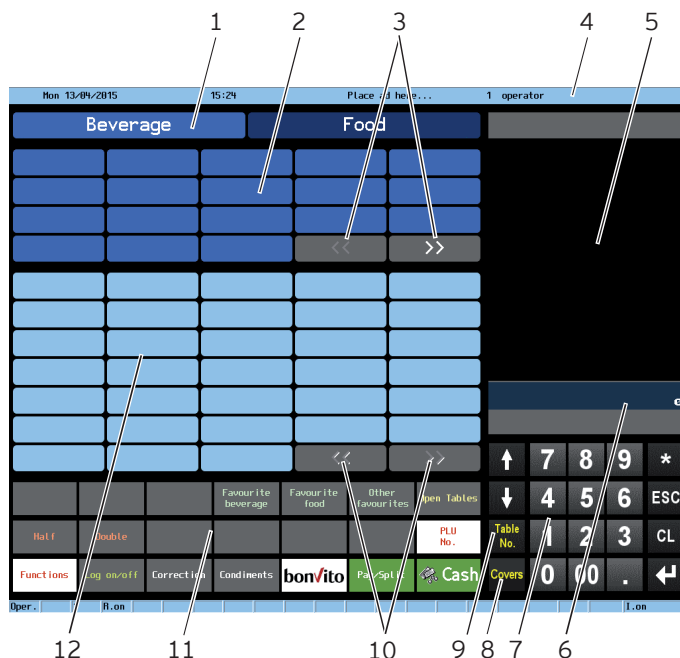 1 2 3 4 5
Mon 13/04/2015 15:24 Place ad here... 1 operator
Beverage Food
<< >>
<< >>
Favourite beverage Favourite food Other favourites Open Tables
Half Double PLU No.
Functions Log on/off Correction Condiments bonVito Pay/Split Cash
↑ 7 8 9 *
↓ 4 5 6 ESC
Table No. 1 2 3 CL
Covers 0 00 . ↵
Oper. R.on I.on
12 11 10 9 8 7 6